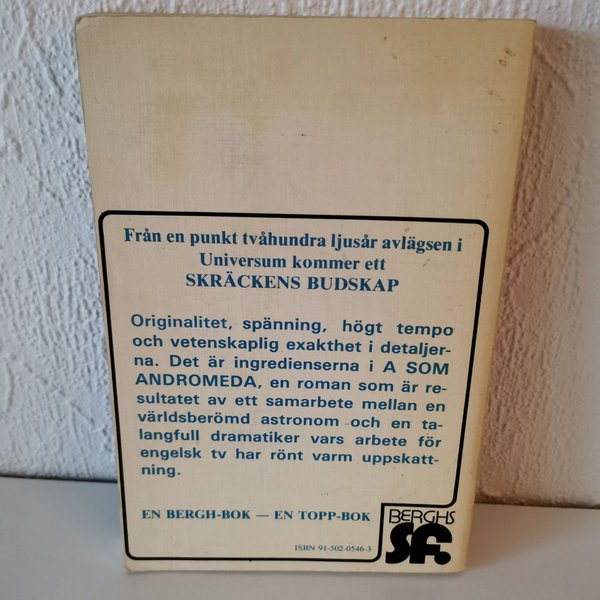 Från en punkt tvåhundra ljusår avlägsen i
Universum kommer ett
SKRÄCKENS BUDSKAP
Originalitet, spänning, högt tempo
och vetenskaplig exakthet i detaljer-
na. Det är ingredienserna i A SOM
ANDROMEDA, en roman som är re-
sultatet av ett samarbete mellan en
världsberömd astronom och en ta-
langfull dramatiker vars arbete för
engelsk tv har rönt varm uppskatt-
ning.
EN BERGH-BOK — EN TOPP-BOK
BERGHS
SF.
ISBN 91-502-0546-3